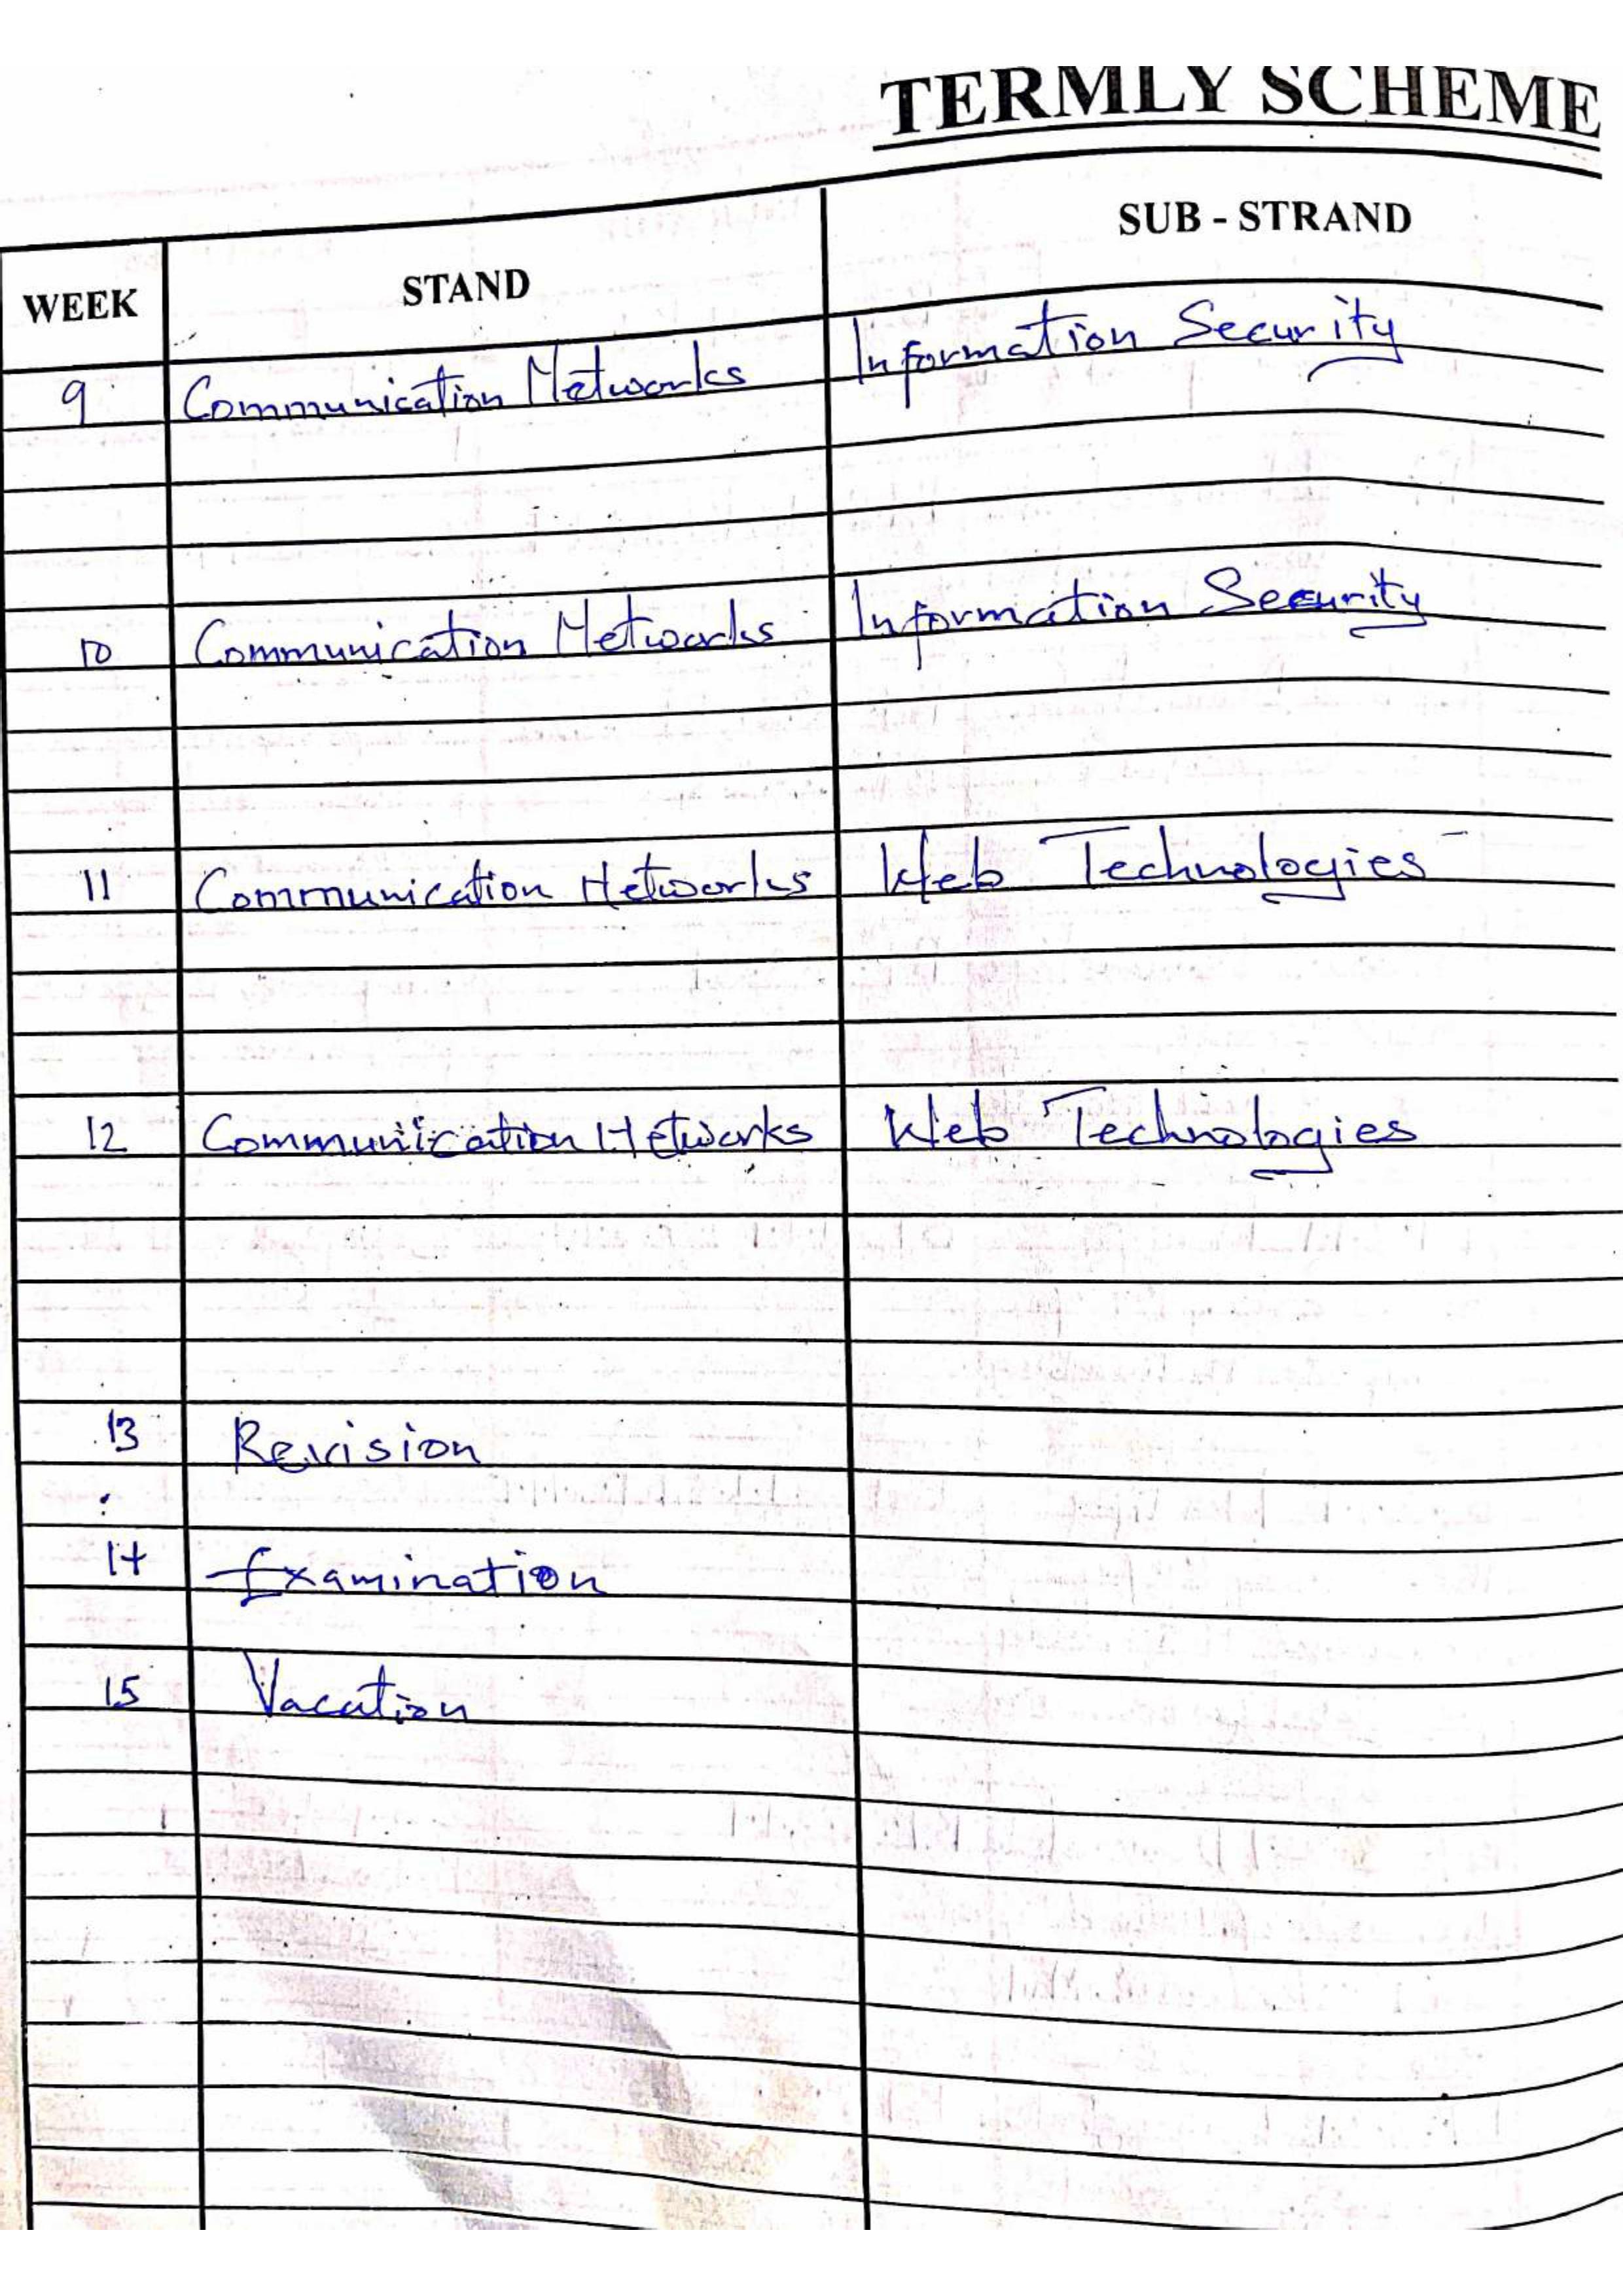 TERMLY SCHEME
WEEK STAND SUB - STRAND
9 Communication Networks Information Security
10 Communication Networks Information Security
11 Communication Networks Web Technologies
12 Communication Networks Web Technologies
13 Revision
14 Examination
15 Vacation